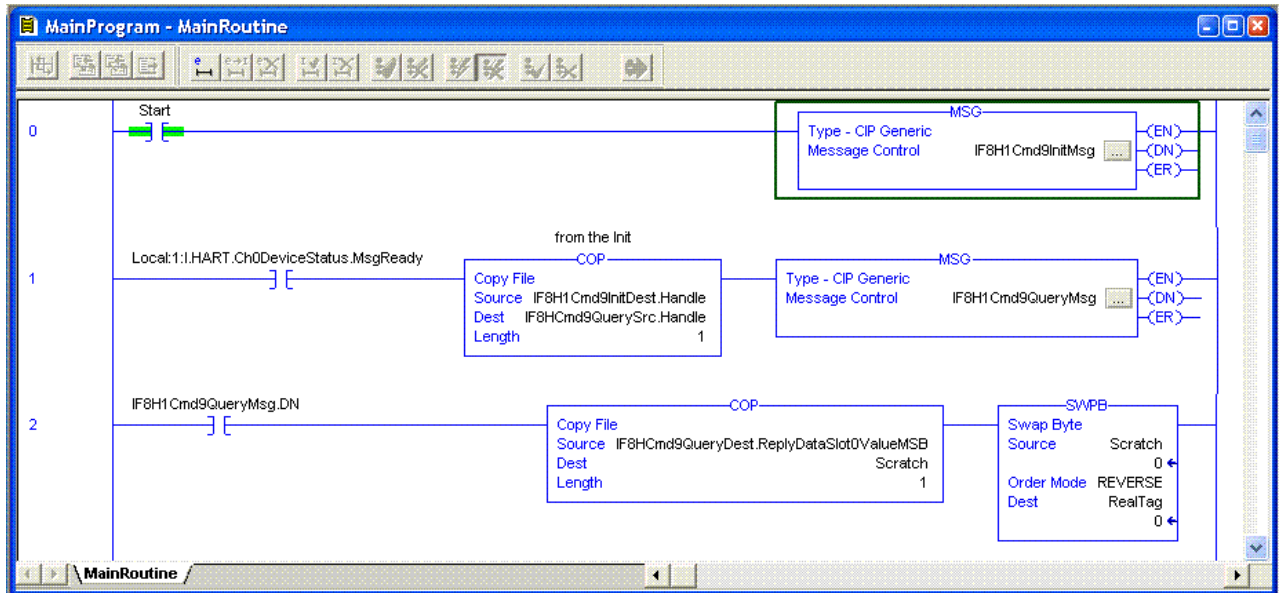 MainProgram - MainRoutine
Start
0
MSG
Type - CIP Generic
Message Control IF8H1Cmd9InitMsg ...
(EN)
(DN)
(ER)
from the Init
Local:1:I.HART.Ch0DeviceStatus.MsgReady
1
COP
Copy File
Source IF8H1Cmd9InitDest.Handle
Dest IF8HCmd9QuerySrc.Handle
Length 1
MSG
Type - CIP Generic
Message Control IF8H1Cmd9QueryMsg ...
(EN)
(DN)
(ER)
IF8H1Cmd9QueryMsg.DN
2
COP
Copy File
Source IF8HCmd9QueryDest.ReplyDataSlot0ValueMSB
Dest Scratch
Length 1
SWPB
Swap Byte
Source Scratch
0
Order Mode REVERSE
Dest RealTag
0
MainRoutine